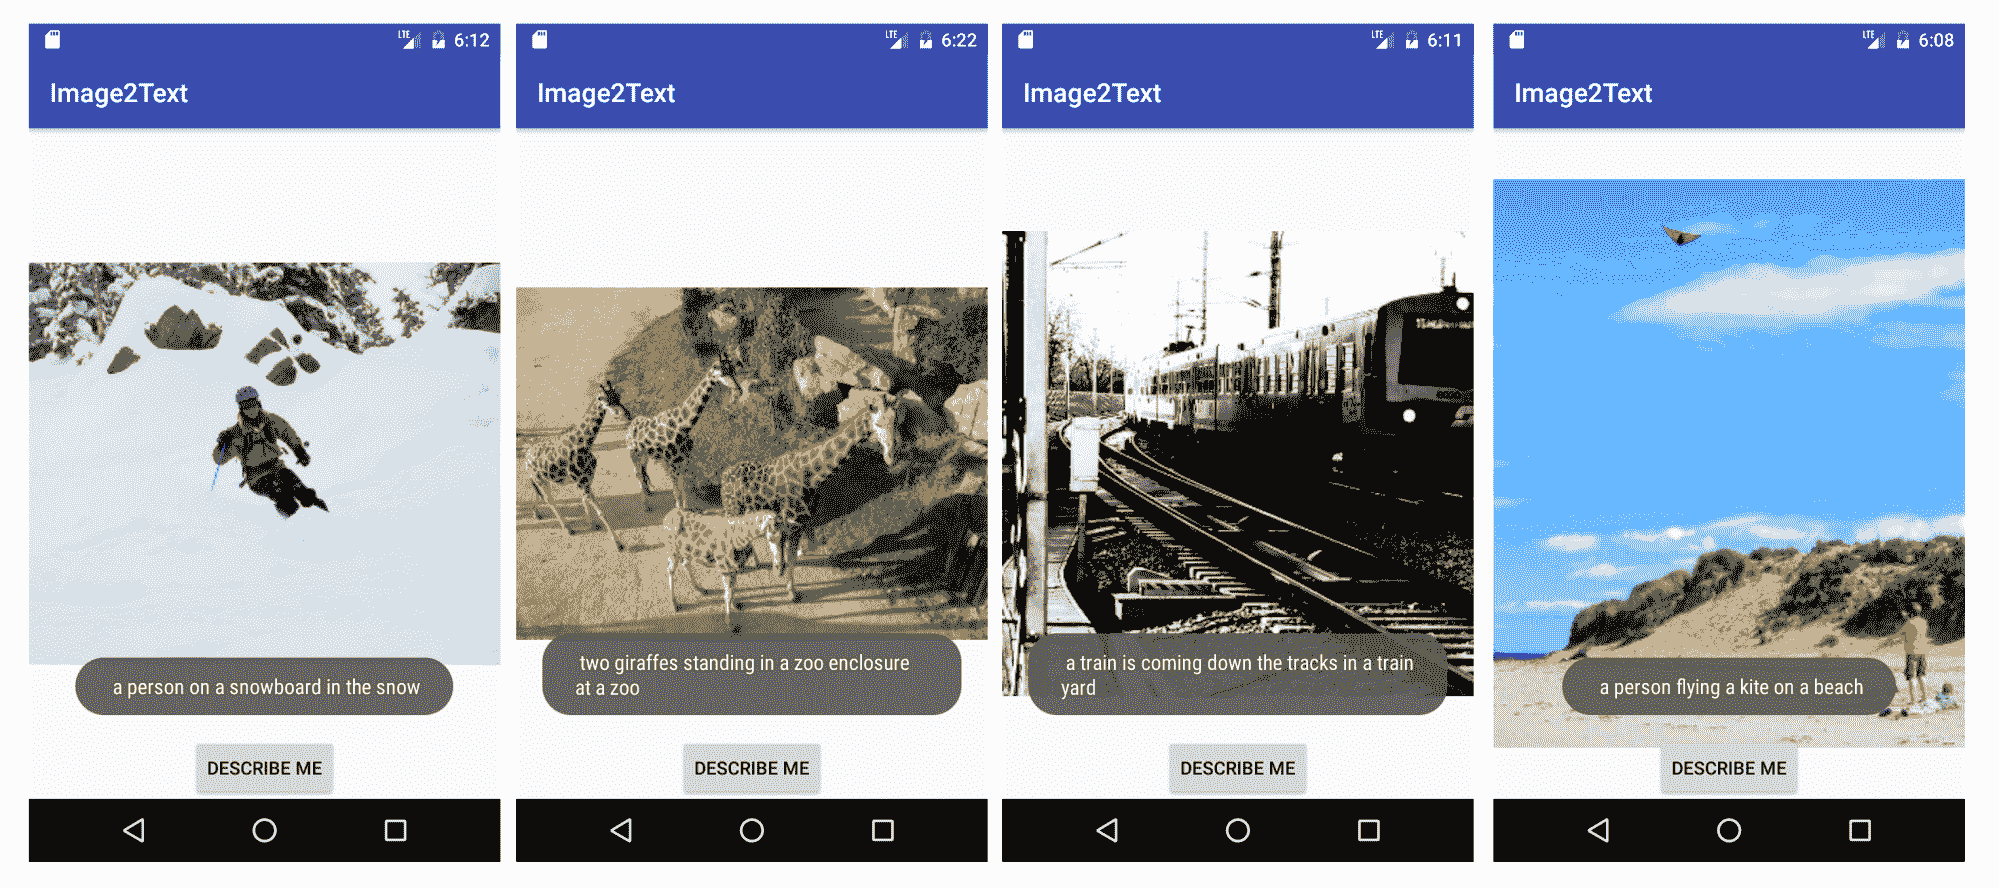 LTE 6:12
Image2Text
a person on a snowboard in the snow
DESCRIBE ME
LTE 6:22
Image2Text
two giraffes standing in a zoo enclosure
at a zoo
DESCRIBE ME
LTE 6:11
Image2Text
a train is coming down the tracks in a train
yard
DESCRIBE ME
LTE 6:08
Image2Text
a person flying a kite on a beach
DESCRIBE ME